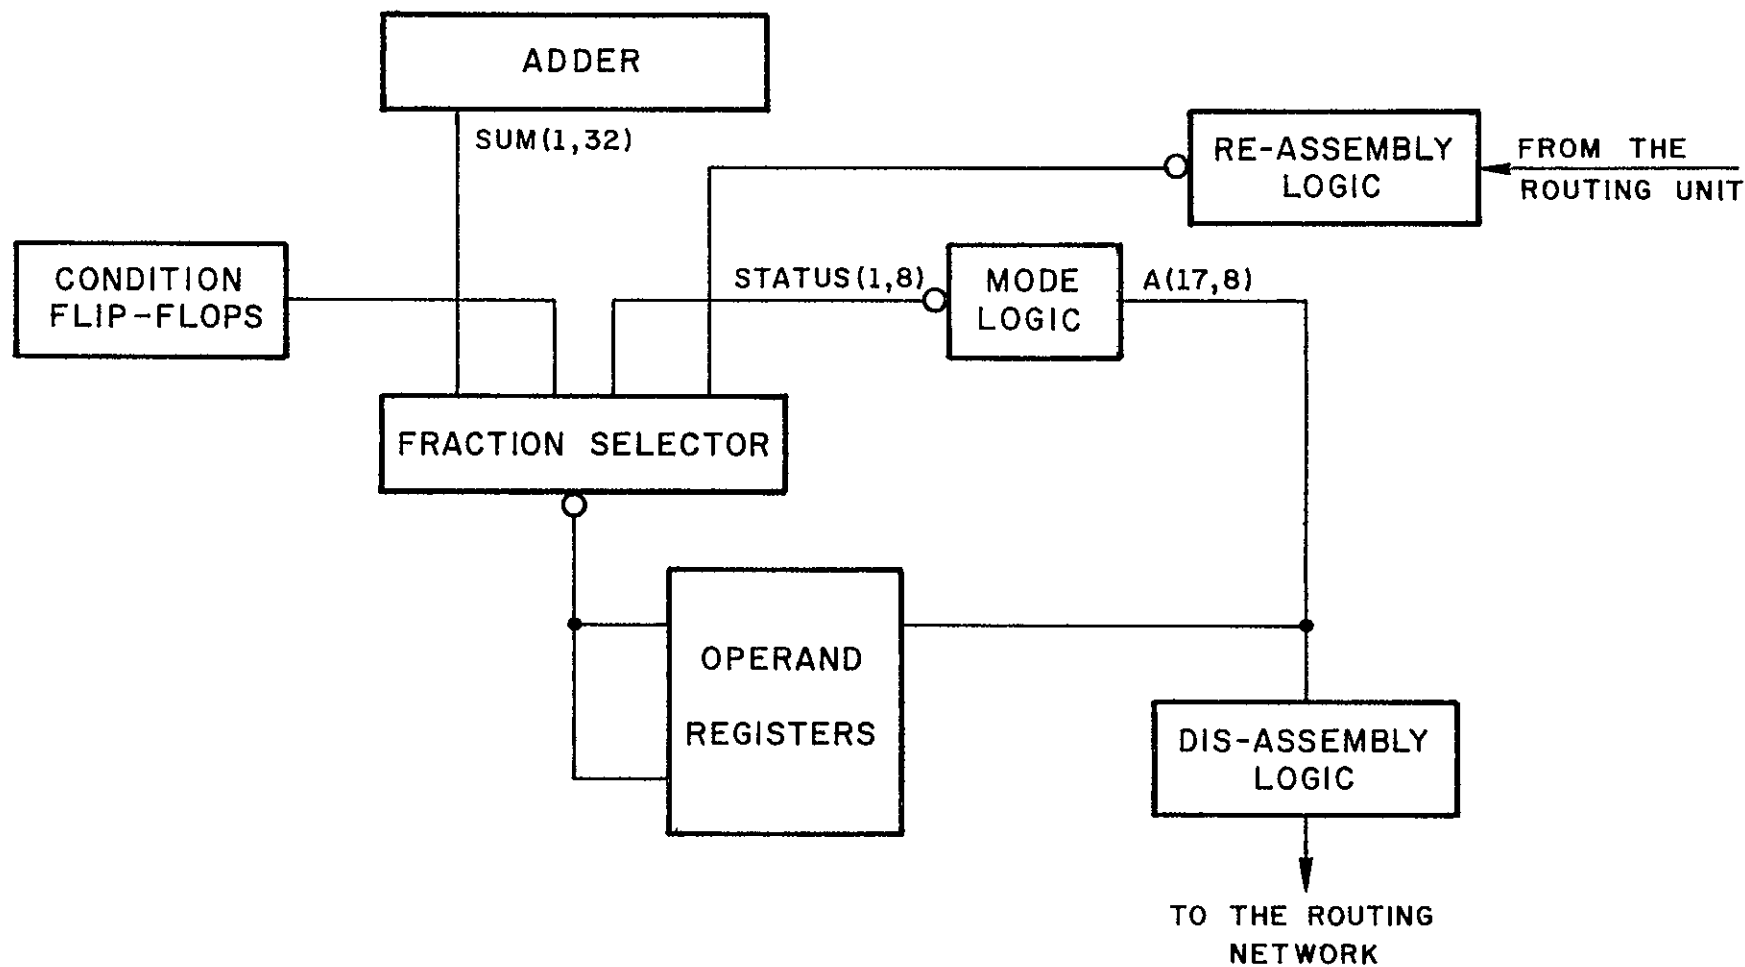 ADDER
SUM(1,32)
RE-ASSEMBLY
LOGIC
FROM THE
ROUTING UNIT
CONDITION
FLIP-FLOPS
STATUS(1,8)
MODE
LOGIC
A(17,8)
FRACTION SELECTOR
OPERAND
REGISTERS
DIS-ASSEMBLY
LOGIC
TO THE ROUTING
NETWORK